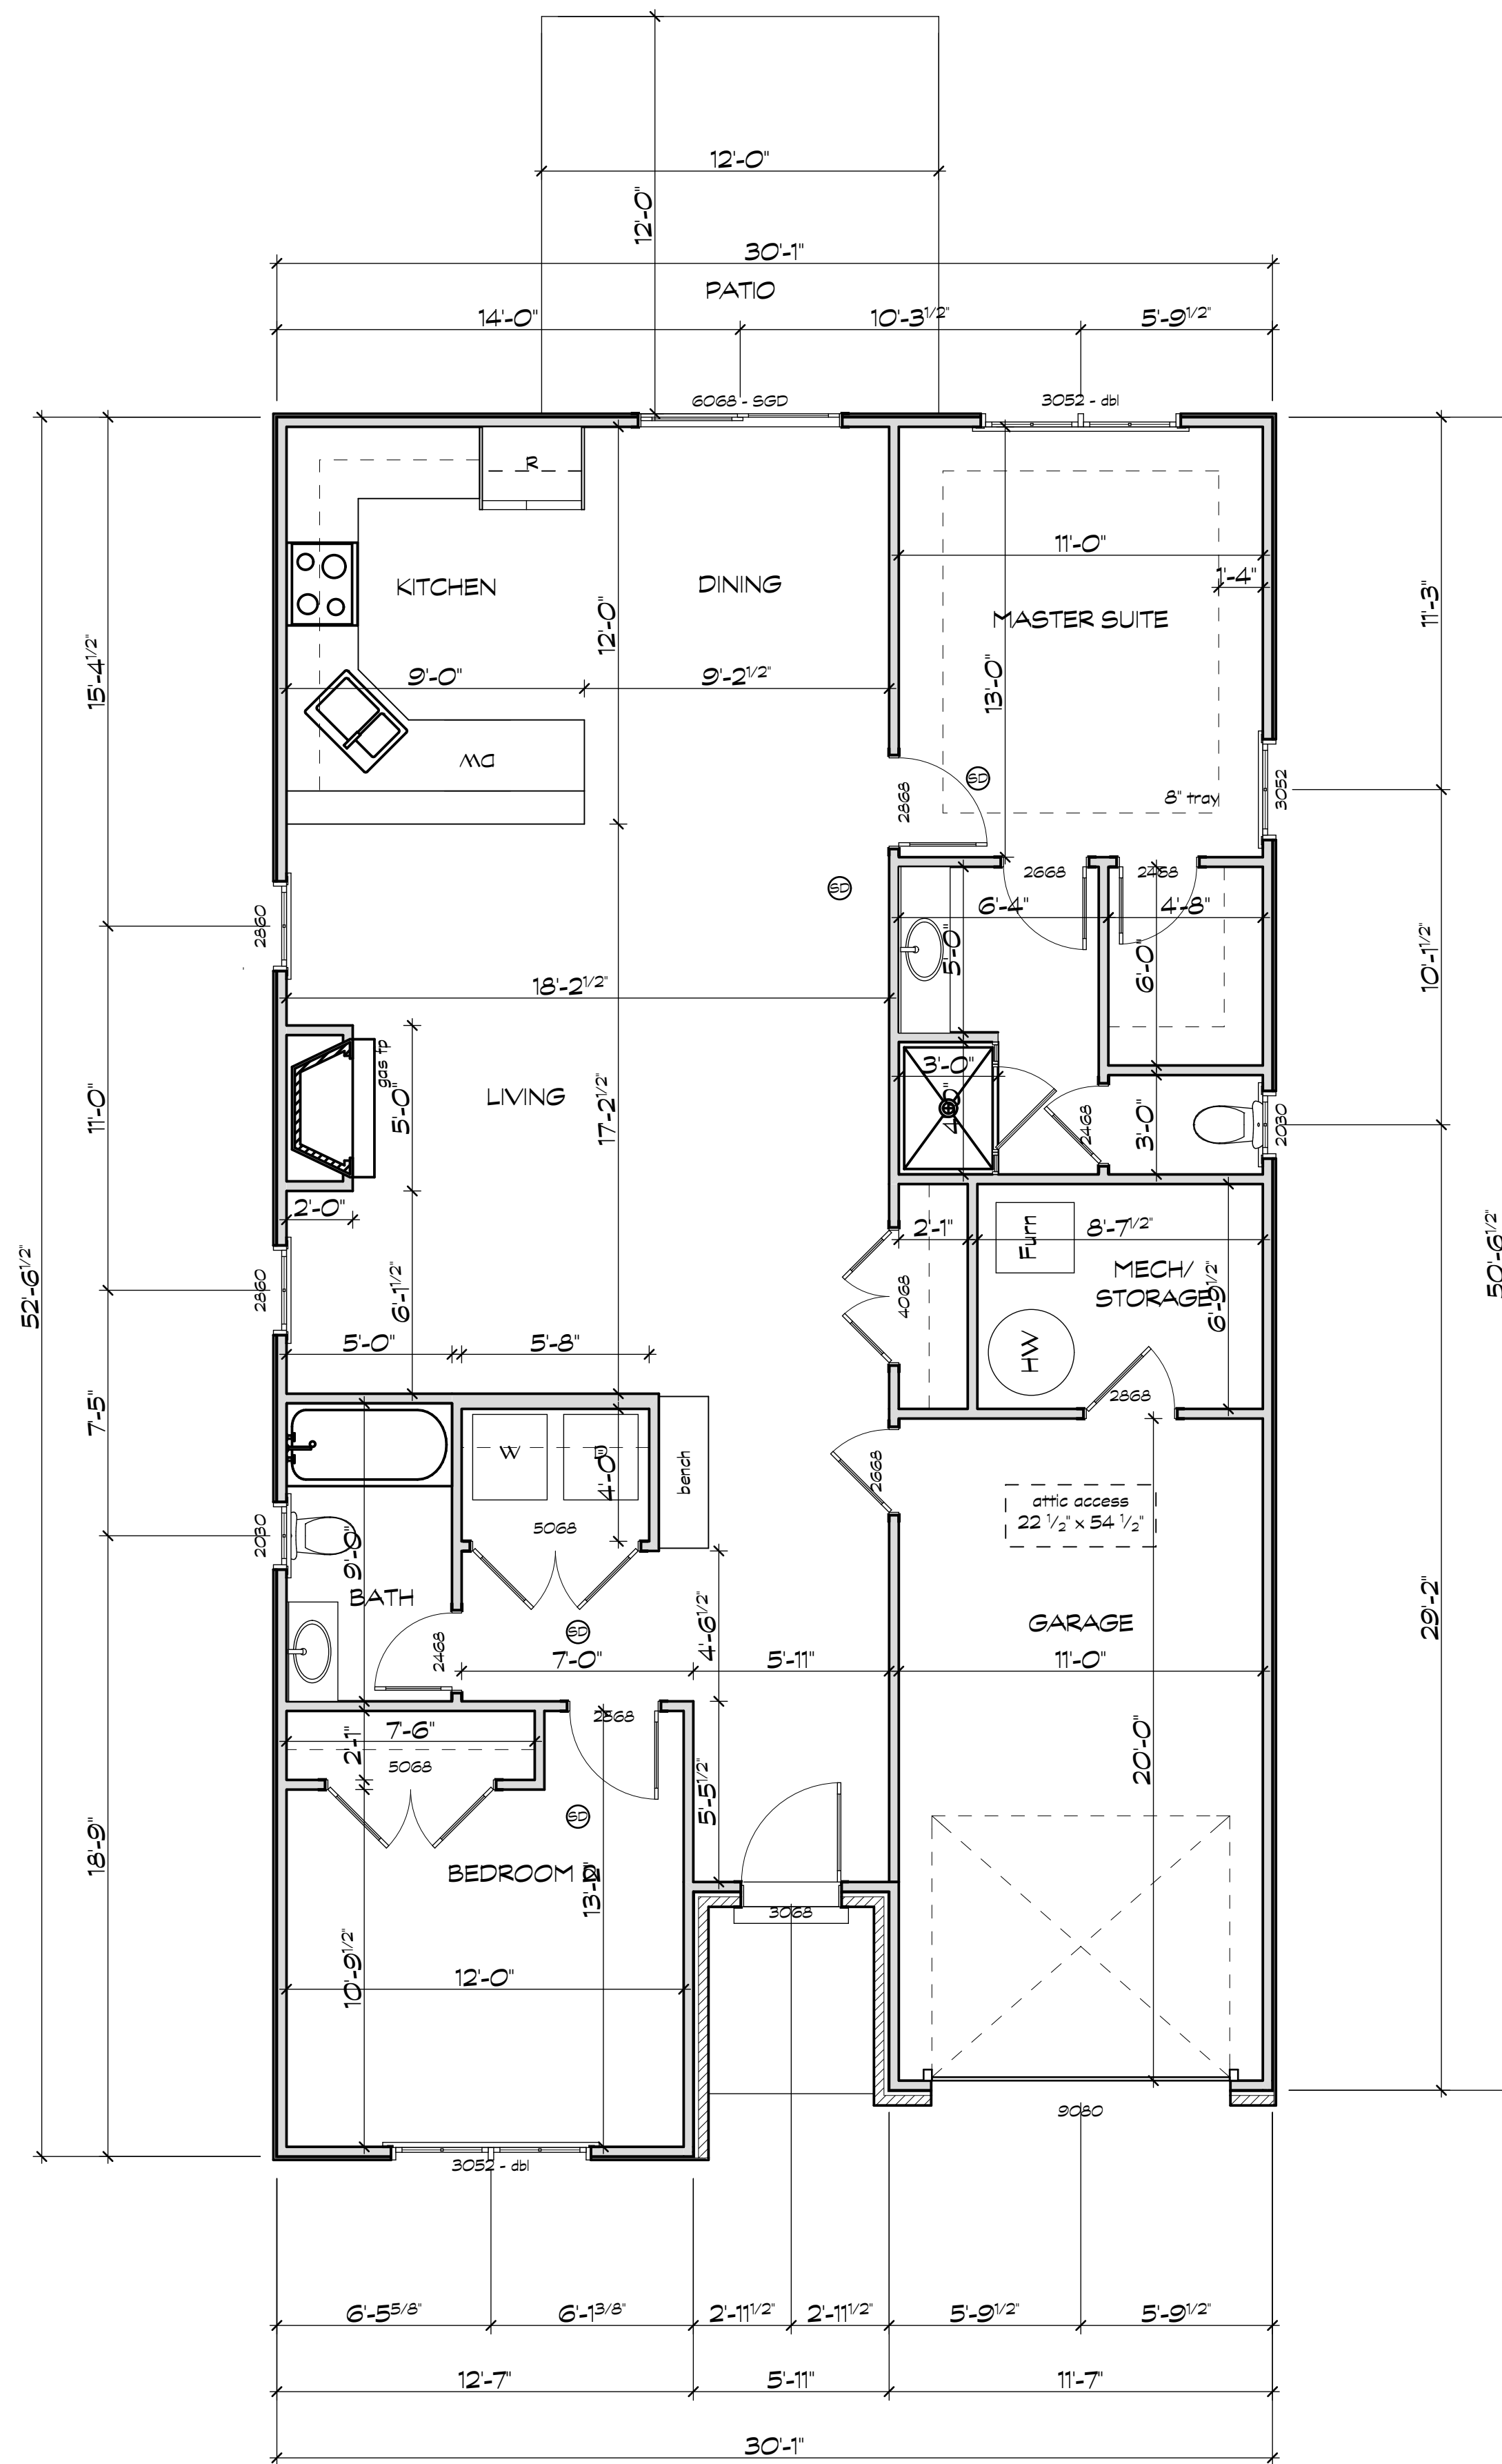 12'-0"
12'-0"
30'-1"
PATIO
14'-0"
10'-3 1/2"
5'-9 1/2"
6068 - SGD
3052 - dbl
R
KITCHEN
DINING
11'-0"
1'-4"
MASTER SUITE
12'-0"
13'-0"
11'-3"
15'-4 1/2"
9'-0"
9'-2 1/2"
DW
2868
SD
8" tray
3052
SD
2668
2468
6'-4"
4'-8"
2860
5'-0"
6'-0"
10'-1 1/2"
18'-2 1/2"
gas fp
3'-0"
LIVING
5'-0"
17'-2 1/2"
11'-0"
2468
3'-0"
2030
2'-0"
2'-1"
Furn
8'-7 1/2"
MECH/
STORAGE
6'-9 1/2"
52'-6 1/2"
50'-6 1/2"
2860
6'-1 1/2"
4068
HW
5'-0"
5'-8"
2868
7'-5"
W
D
4'-0"
bench
2668
attic access
22 1/2" x 54 1/2"
5068
2030
9'-0"
BATH
SD
2468
7'-0"
4'-6 1/2"
5'-11"
GARAGE
11'-0"
29'-2"
7'-6"
2'-1"
5068
2868
20'-0"
5'-5 1/2"
SD
18'-9"
BEDROOM
13'-2"
3068
10'-9 1/2"
12'-0"
9080
3052 - dbl
6'-5 5/8"
6'-1 3/8"
2'-11 1/2"
2'-11 1/2"
5'-9 1/2"
5'-9 1/2"
12'-7"
5'-11"
11'-7"
30'-1"